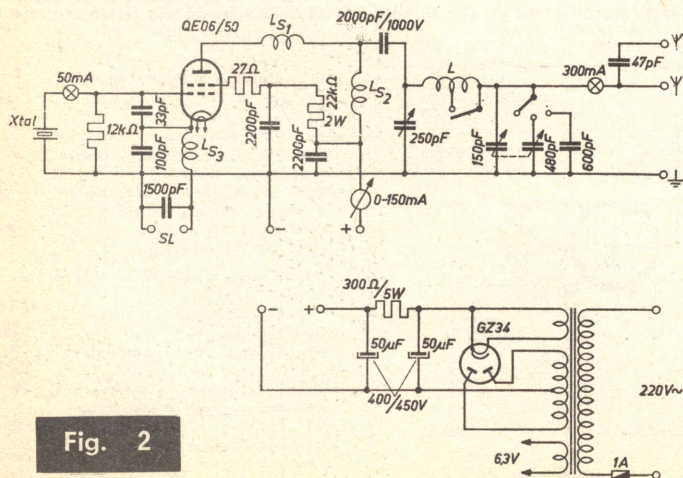 QE06/50
Ls1
2000pF/1000V
50mA
27Ω
22kΩ
2W
Ls2
L
300mA
47pF
Xtal
12kΩ
33pF
100pF
Ls3
2200pF
2200pF
250pF
150pF
480pF
600pF
1500pF
SL
-
+
0-150mA
300Ω/5W
- +
GZ34
50µF
50µF
400/450V
220V~
6,3V
1A
Fig. 2